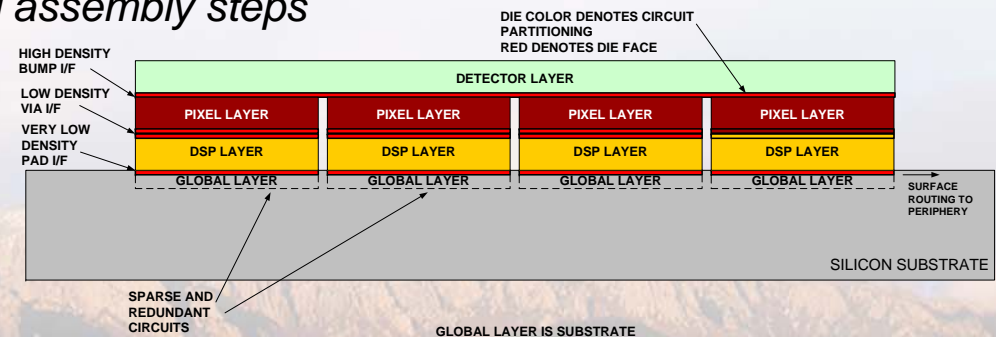 assembly steps
DIE COLOR DENOTES CIRCUIT
PARTITIONING
RED DENOTES DIE FACE
HIGH DENSITY
BUMP I/F
DETECTOR LAYER
LOW DENSITY
VIA I/F
PIXEL LAYER PIXEL LAYER PIXEL LAYER PIXEL LAYER
VERY LOW
DENSITY
PAD I/F
DSP LAYER DSP LAYER DSP LAYER DSP LAYER
GLOBAL LAYER GLOBAL LAYER GLOBAL LAYER GLOBAL LAYER
SURFACE
ROUTING TO
PERIPHERY
SILICON SUBSTRATE
SPARSE AND
REDUNDANT
CIRCUITS
GLOBAL LAYER IS SUBSTRATE